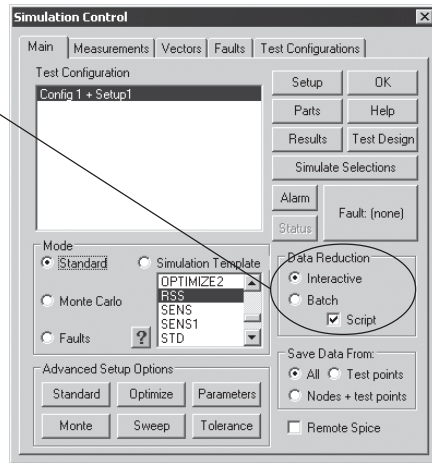 Simulation Control
Main Measurements Vectors Faults Test Configurations
Test Configuration
Config 1 + Setup1
Setup OK
Parts Help
Results Test Design
Simulate Selections
Alarm
Status
Fault: (none)
Mode
Standard
Simulation Template
Monte Carlo
Faults
?
OPTIMIZE2
RSS
SENS
SENS1
STD
Data Reduction
Interactive
Batch
Script
Advanced Setup Options
Standard Optimize Parameters
Monte Sweep Tolerance
Save Data From:
All Test points
Nodes + test points
Remote Spice